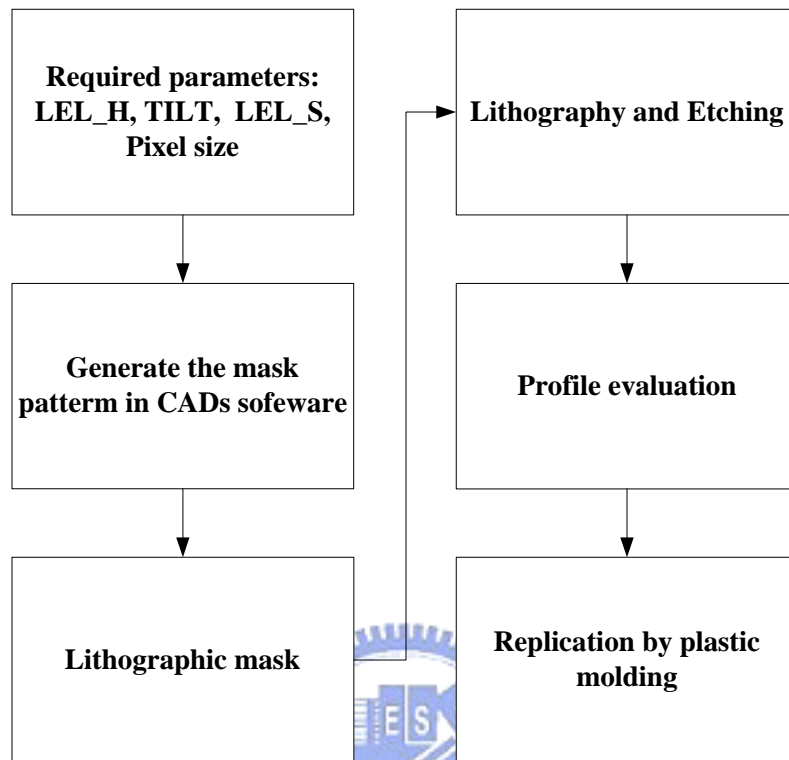 Required parameters:
LEL_H, TILT, LEL_S,
Pixel size
Generate the mask
patterm in CADs sofeware
Lithographic mask
Lithography and Etching
Profile evaluation
Replication by plastic
molding
E S